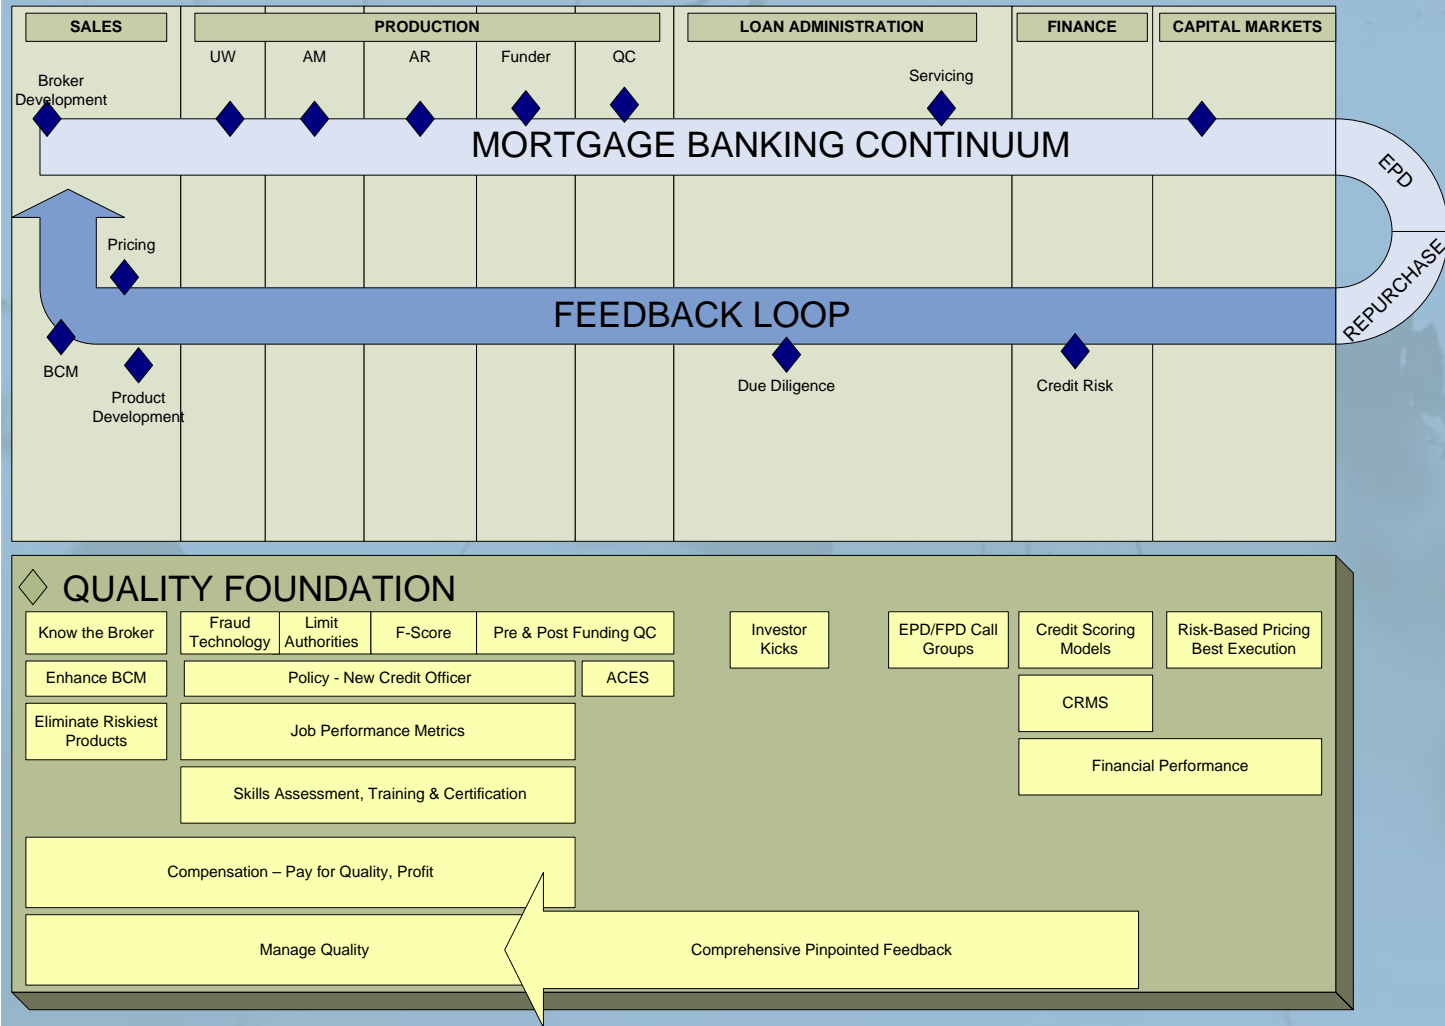 SALES
PRODUCTION
LOAN ADMINISTRATION
FINANCE
CAPITAL MARKETS
UW
AM
AR
Funder
QC
Servicing
Broker
Development
MORTGAGE BANKING CONTINUUM
EPD
REPURCHASE
Pricing
FEEDBACK LOOP
BCM
Product
Development
Due Diligence
Credit Risk
QUALITY FOUNDATION
Know the Broker
Fraud
Technology
Limit
Authorities
F-Score
Pre & Post Funding QC
Investor
Kicks
EPD/FPD Call
Groups
Credit Scoring
Models
Risk-Based Pricing
Best Execution
Enhance BCM
Policy - New Credit Officer
ACES
CRMS
Eliminate Riskiest
Products
Job Performance Metrics
Financial Performance
Skills Assessment, Training & Certification
Compensation – Pay for Quality, Profit
Manage Quality
Comprehensive Pinpointed Feedback